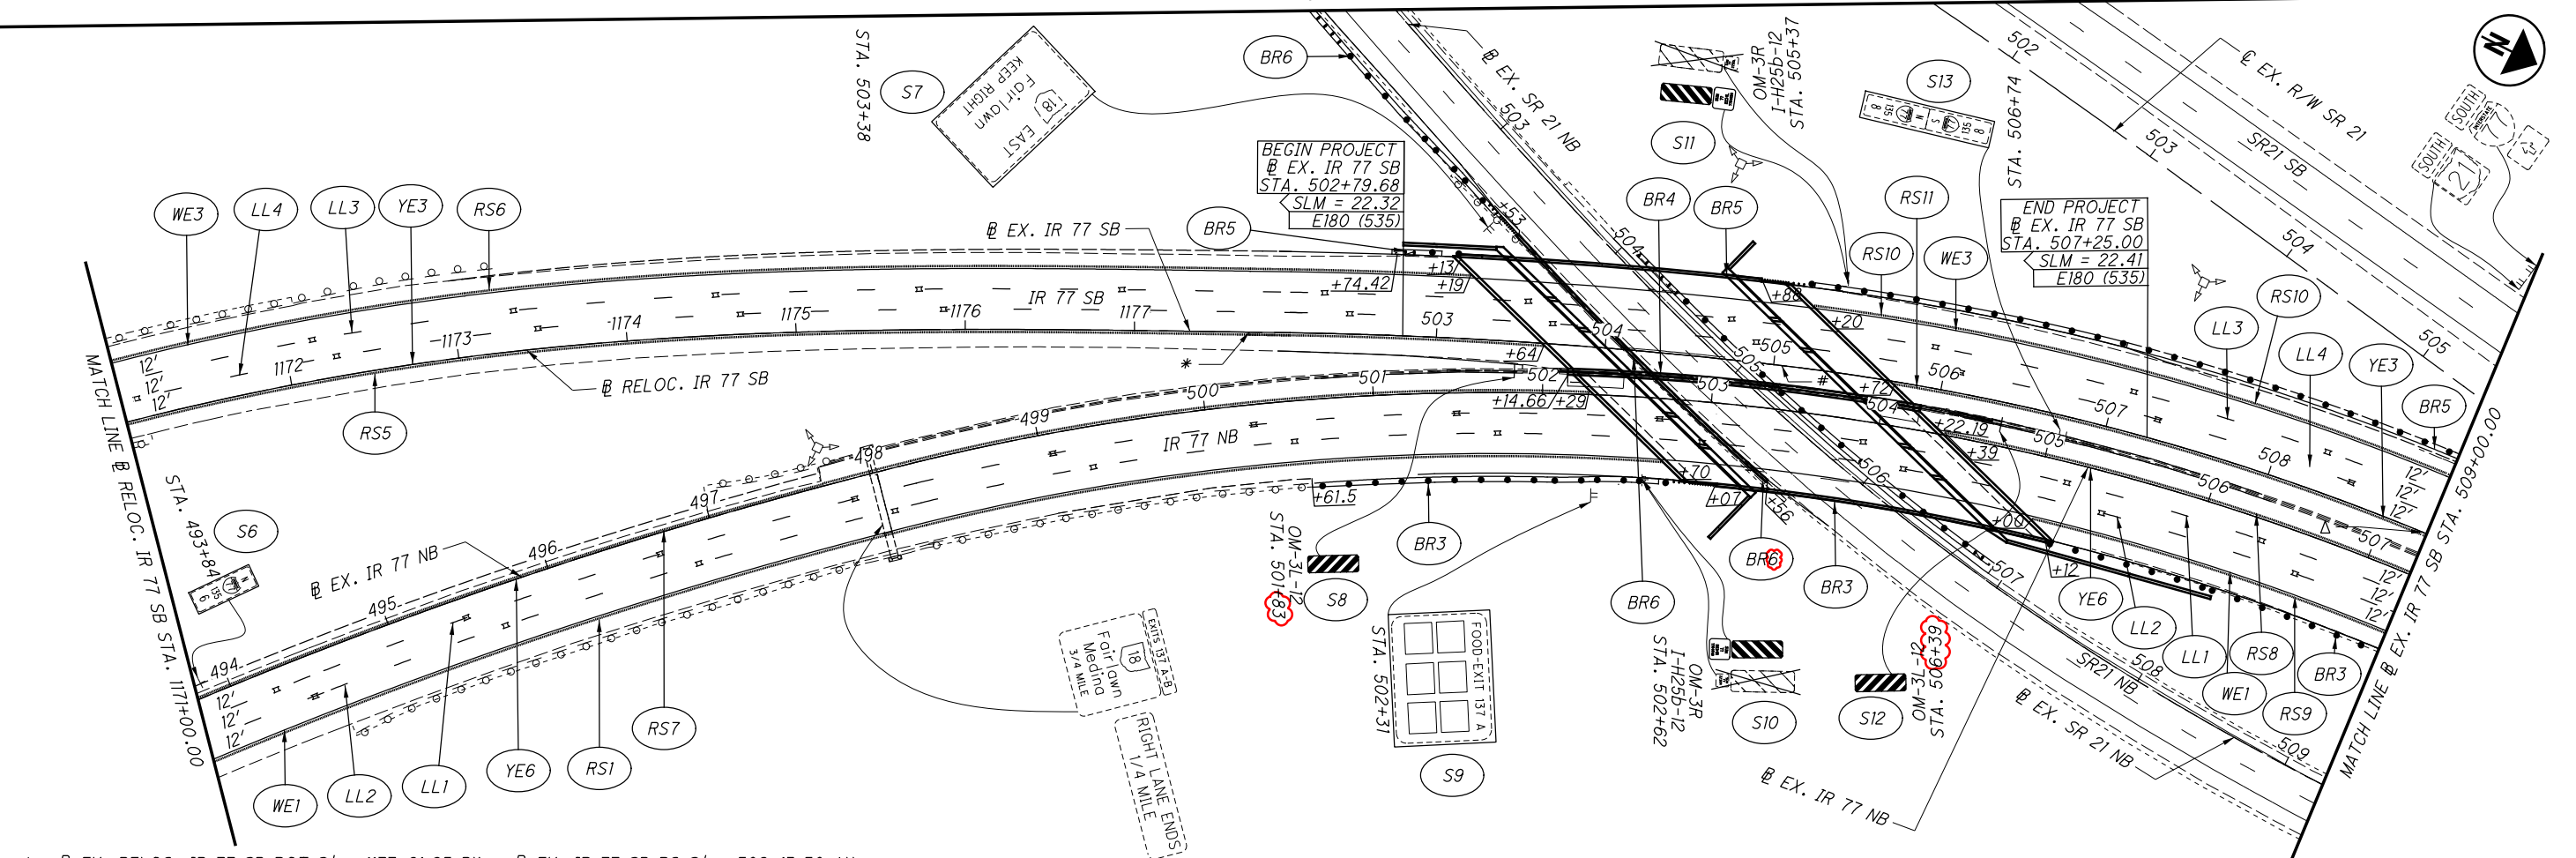 STA. 503+38
S7
EAST
18
Fairlawn
KEEP RIGHT
BR6
℄ EX. SR 21 NB
503
OM-3R
I-H25b-12
STA. 505+37
S11
S13
STA. 506+74
502
℄ EX. R/W SR 21
503
SR21 SB
504
505
SOUTH
77
SOUTH
21
N
BEGIN PROJECT
℄ EX. IR 77 SB
STA. 502+79.68
SLM = 22.32
E180 (535)
END PROJECT
℄ EX. IR 77 SB
STA. 507+25.00
SLM = 22.41
E180 (535)
WE3
LL4
LL3
YE3
RS6
℄ EX. IR 77 SB
BR5
+53
BR4
BR5
RS11
RS10
WE3
RS10
LL3
LL4
YE3
BR5
+74.42
+13
+19
504
+88
+20
IR 77 SB
1172
1173
1174
1175
1176
1177
503
504
505
506
507
508
12'
12'
12'
℄ RELOC. IR 77 SB
*
#
+64
+72
RS5
MATCH LINE ℄ RELOC. IR 77 SB STA. 1171+00.00
STA. 493+84
S6
494
495
496
497
498
499
500
501
502
503
504
505
506
507
+14.66
+29
+22.19
+39
IR 77 NB
℄ EX. IR 77 NB
+61.5
+70
+07
+56
+00
+12
12'
12'
12'
12'
12'
12'
12'
12'
12'
MATCH LINE ℄ EX. IR 77 SB STA. 509+00.00
WE1
LL2
LL1
YE6
RS1
RS7
EXITS 137 A-B
18
Fairlawn
Medina
3/4 MILE
RIGHT LANE ENDS
1/4 MILE
OM-3L-12
STA. 501+83
S8
BR3
STA. 502+31
FOOD-EXIT 137 A
S9
BR6
BR6
BR3
OM-3R
I-H25b-12
STA. 502+62
S10
S12
OM-3L-12
STA. 506+39
℄ EX. IR 77 NB
505
506
507
508
509
SR21 NB
℄ EX. SR 21 NB
YE6
LL2
LL1
WE1
RS8
RS9
BR3